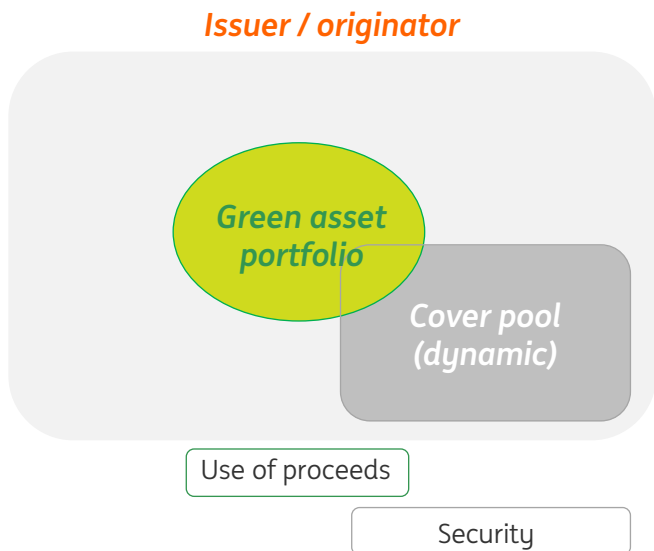 Issuer / originator
Green asset
portfolio
Cover pool
(dynamic)
Use of proceeds
Security